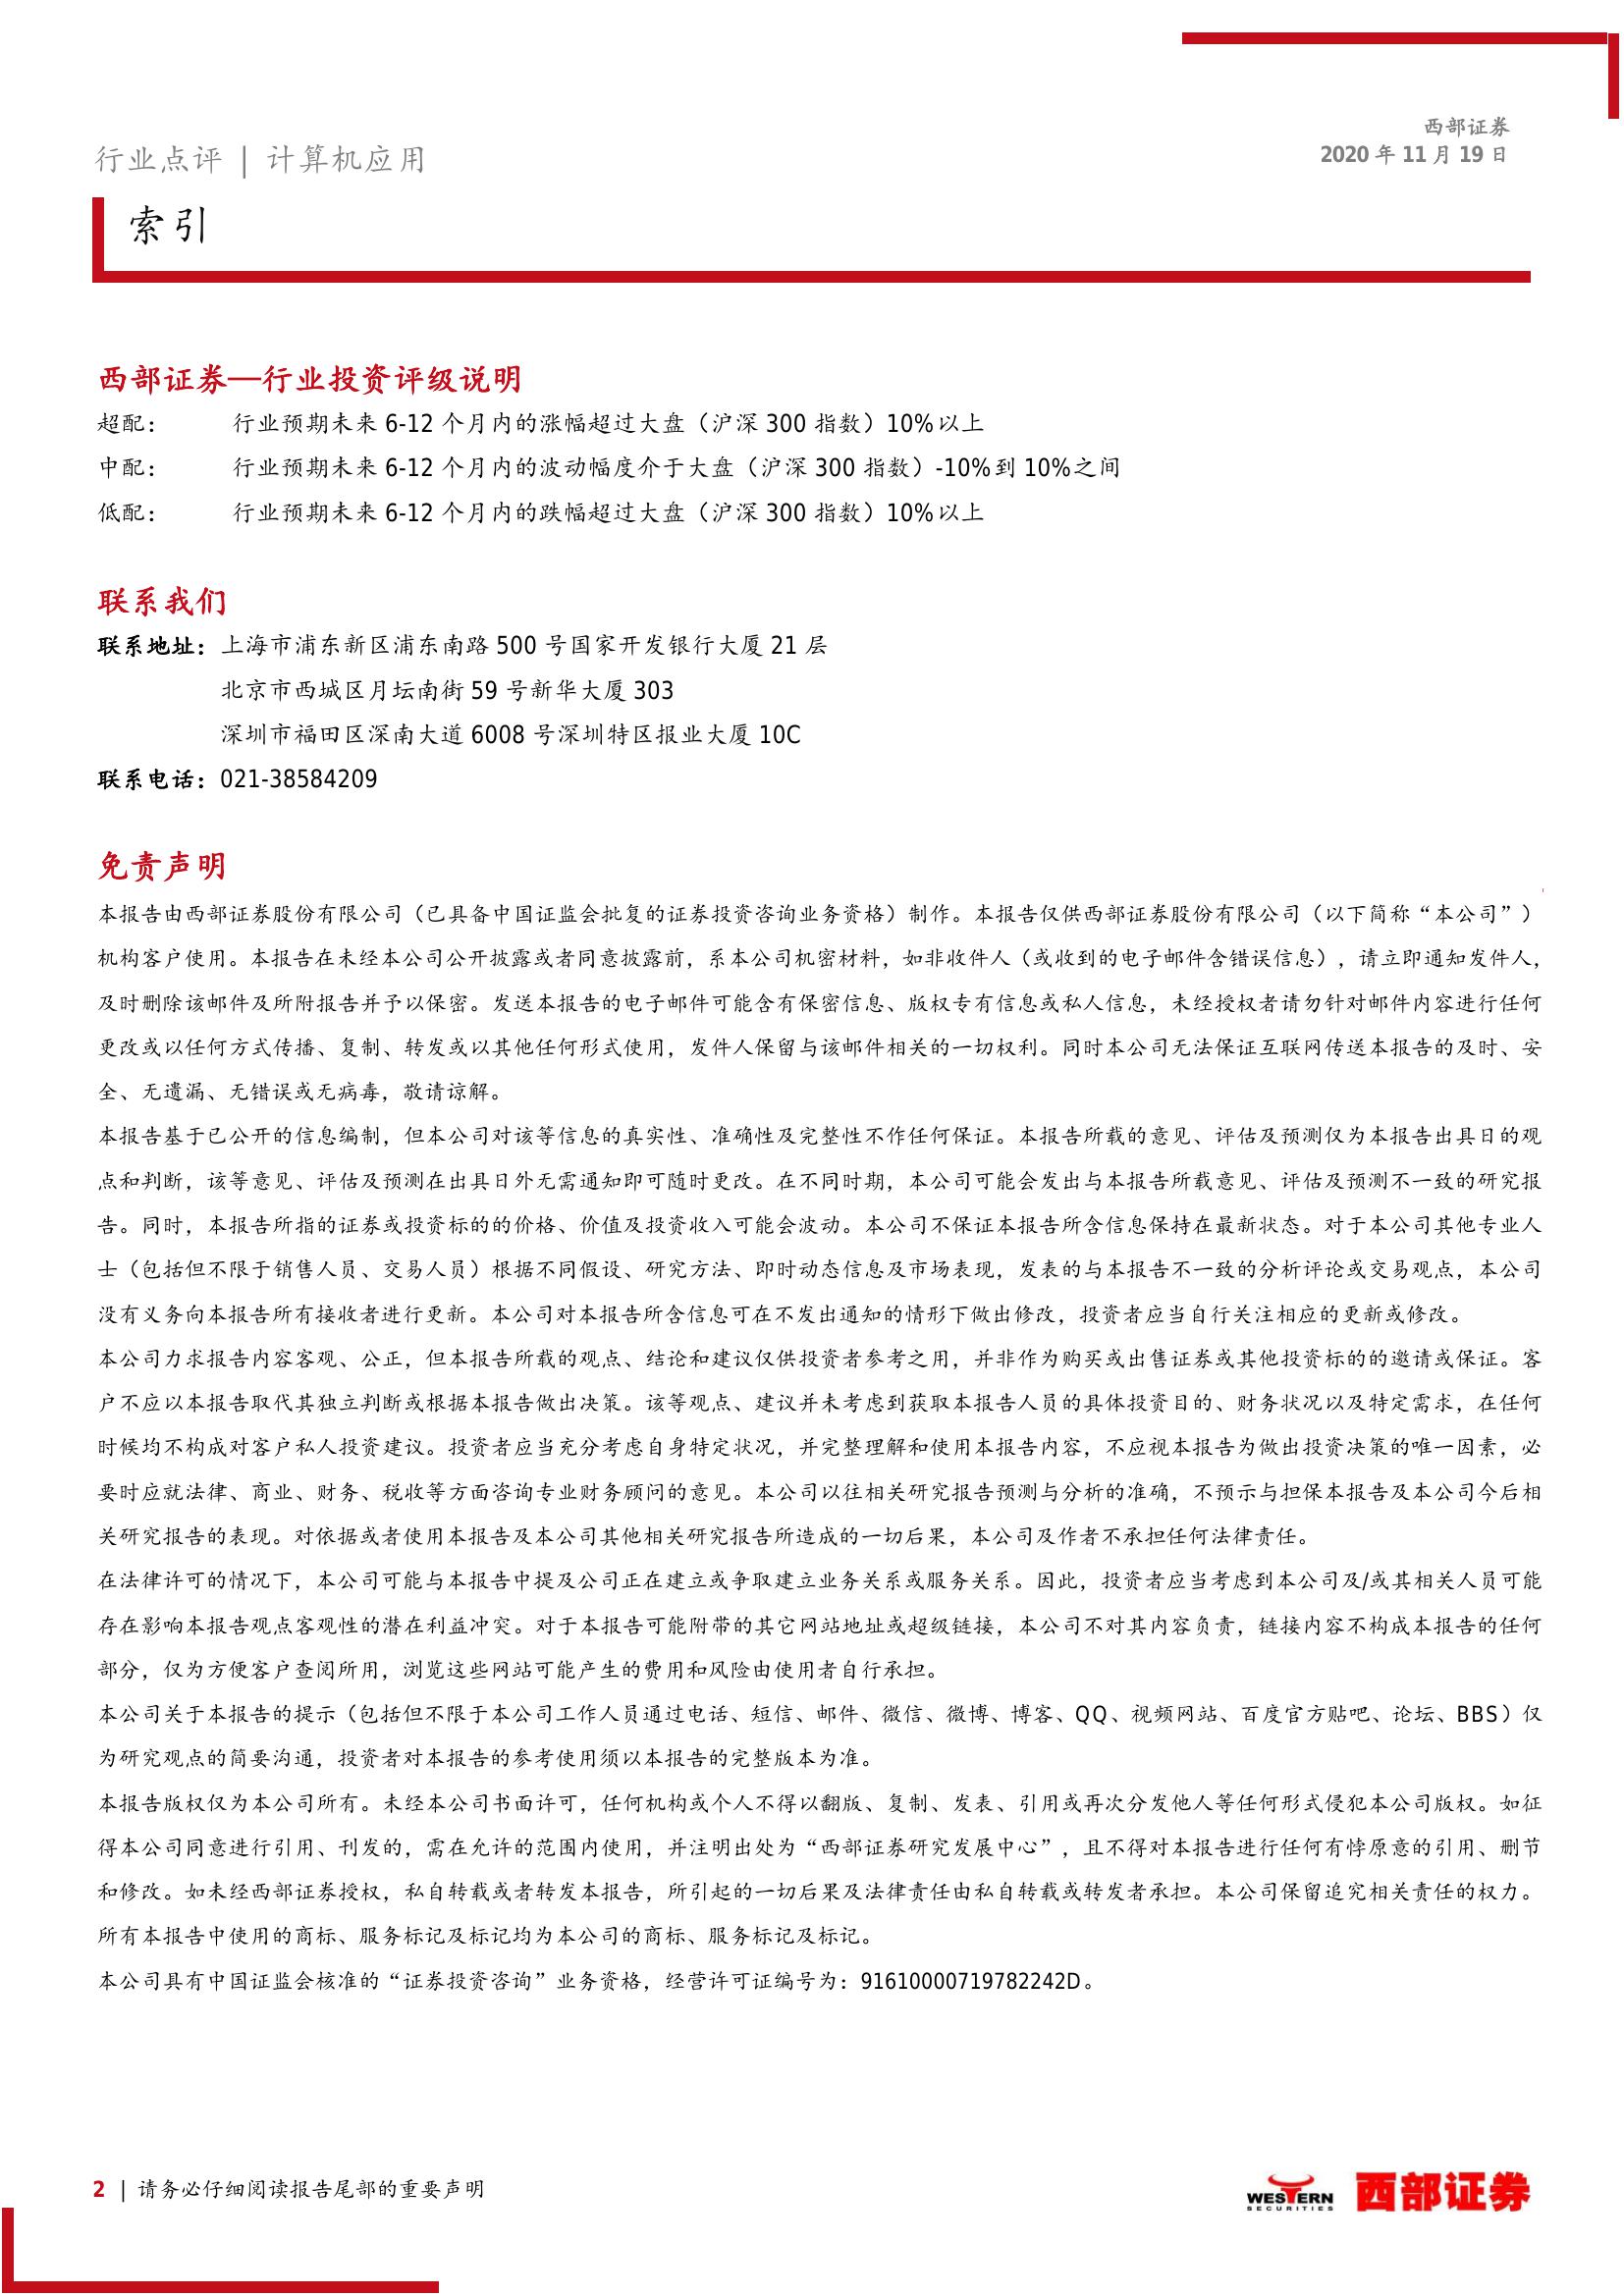 西部证券
2020 年 11 月 19 日
行业点评 | 计算机应用
索引
西部证券—行业投资评级说明
超配： 行业预期未来 6-12 个月内的涨幅超过大盘（沪深 300 指数）10%以上
中配： 行业预期未来 6-12 个月内的波动幅度介于大盘（沪深 300 指数）-10%到 10%之间
低配： 行业预期未来 6-12 个月内的跌幅超过大盘（沪深 300 指数）10%以上
联系我们
联系地址：上海市浦东新区浦东南路 500 号国家开发银行大厦 21 层
北京市西城区月坛南街 59 号新华大厦 303
深圳市福田区深南大道 6008 号深圳特区报业大厦 10C
联系电话：021-38584209
免责声明
本报告由西部证券股份有限公司（已具备中国证监会批复的证券投资咨询业务资格）制作。本报告仅供西部证券股份有限公司（以下简称“本公司”）
机构客户使用。本报告在未经本公司公开披露或者同意披露前，系本公司机密材料，如非收件人（或收到的电子邮件含错误信息），请立即通知发件人，
及时删除该邮件及所附报告并予以保密。发送本报告的电子邮件可能含有保密信息、版权专有信息或私人信息，未经授权者请勿针对邮件内容进行任何
更改或以任何方式传播、复制、转发或以其他任何形式使用，发件人保留与该邮件相关的一切权利。同时本公司无法保证互联网传送本报告的及时、安
全、无遗漏、无错误或无病毒，敬请谅解。
本报告基于已公开的信息编制，但本公司对该等信息的真实性、准确性及完整性不作任何保证。本报告所载的意见、评估及预测仅为本报告出具日的观
点和判断，该等意见、评估及预测在出具日外无需通知即可随时更改。在不同时期，本公司可能会发出与本报告所载意见、评估及预测不一致的研究报
告。同时，本报告所指的证券或投资标的的价格、价值及投资收入可能会波动。本公司不保证本报告所含信息保持在最新状态。对于本公司其他专业人
士（包括但不限于销售人员、交易人员）根据不同假设、研究方法、即时动态信息及市场表现，发表的与本报告不一致的分析评论或交易观点，本公司
没有义务向本报告所有接收者进行更新。本公司对本报告所含信息可在不发出通知的情形下做出修改，投资者应当自行关注相应的更新或修改。
本公司力求报告内容客观、公正，但本报告所载的观点、结论和建议仅供投资者参考之用，并非作为购买或出售证券或其他投资标的的邀请或保证。客
户不应以本报告取代其独立判断或根据本报告做出决策。该等观点、建议并未考虑到获取本报告人员的具体投资目的、财务状况以及特定需求，在任何
时候均不构成对客户私人投资建议。投资者应当充分考虑自身特定状况，并完整理解和使用本报告内容，不应视本报告为做出投资决策的唯一因素，必
要时应就法律、商业、财务、税收等方面咨询专业财务顾问的意见。本公司以往相关研究报告预测与分析的准确，不预示与担保本报告及本公司今后相
关研究报告的表现。对依据或者使用本报告及本公司其他相关研究报告所造成的一切后果，本公司及作者不承担任何法律责任。
在法律许可的情况下，本公司可能与本报告中提及公司正在建立或争取建立业务关系或服务关系。因此，投资者应当考虑到本公司及/或其相关人员可能
存在影响本报告观点客观性的潜在利益冲突。对于本报告可能附带的其它网站地址或超级链接，本公司不对其内容负责，链接内容不构成本报告的任何
部分，仅为方便客户查阅所用，浏览这些网站可能产生的费用和风险由使用者自行承担。
本公司关于本报告的提示（包括但不限于本公司工作人员通过电话、短信、邮件、微信、微博、博客、QQ、视频网站、百度官方贴吧、论坛、BBS）仅
为研究观点的简要沟通，投资者对本报告的参考使用须以本报告的完整版本为准。
本报告版权仅为本公司所有。未经本公司书面许可，任何机构或个人不得以翻版、复制、发表、引用或再次分发他人等任何形式侵犯本公司版权。如征
得本公司同意进行引用、刊发的，需在允许的范围内使用，并注明出处为“西部证券研究发展中心”，且不得对本报告进行任何有悖原意的引用、删节
和修改。如未经西部证券授权，私自转载或者转发本报告，所引起的一切后果及法律责任由私自转载或转发者承担。本公司保留追究相关责任的权力。
所有本报告中使用的商标、服务标记及标记均为本公司的商标、服务标记及标记。
本公司具有中国证监会核准的“证券投资咨询”业务资格，经营许可证编号为：91610000719782242D。
2 | 请务必仔细阅读报告尾部的重要声明
WESTERN SECURITIES 西部证券